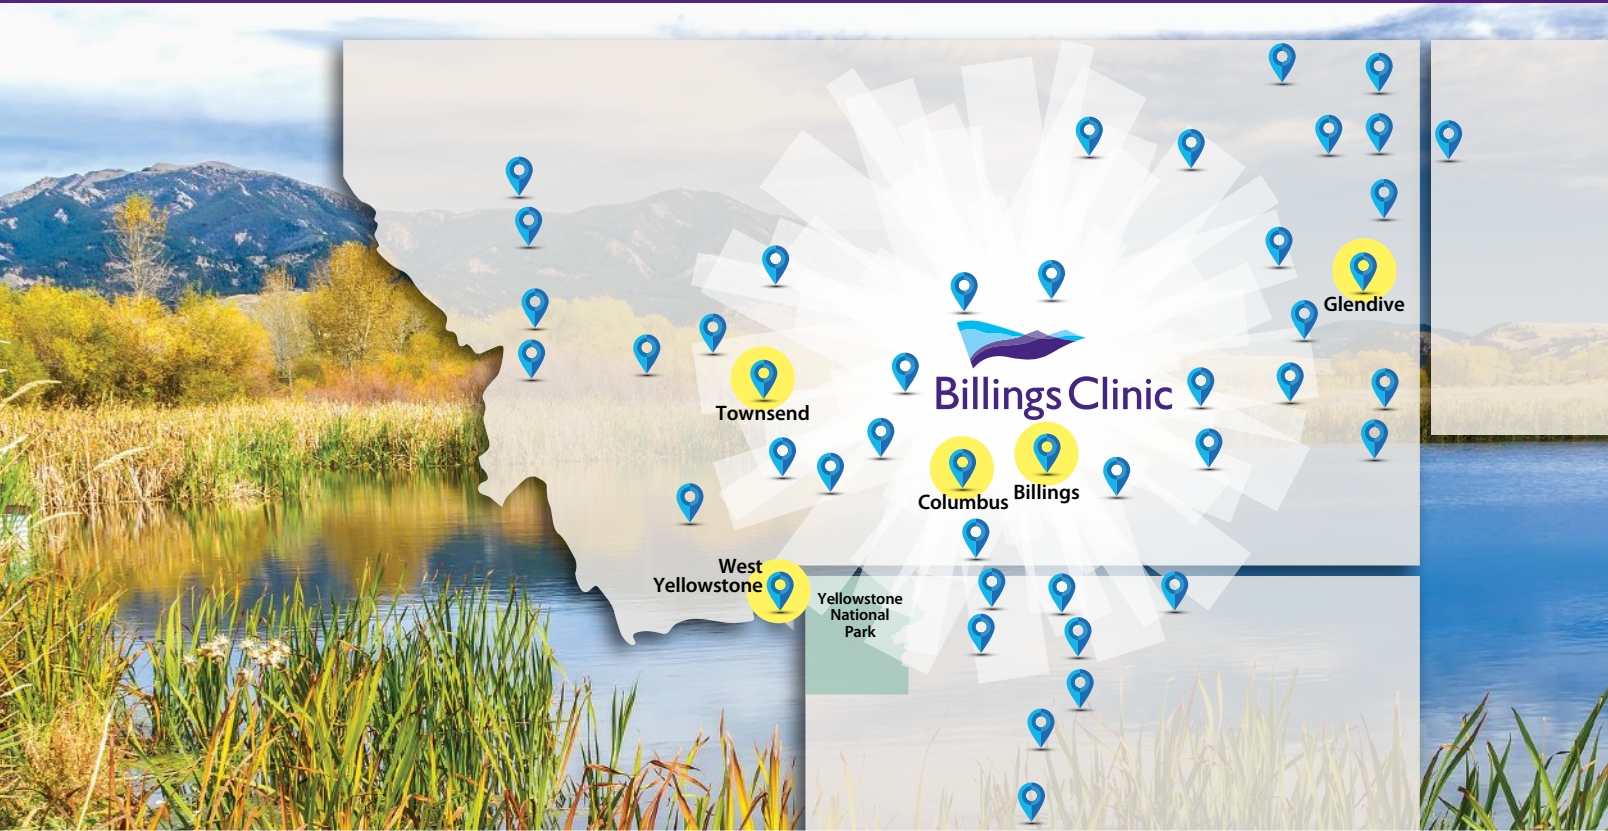 Glendive
Billings Clinic
Townsend
Columbus
Billings
West
Yellowstone
Yellowstone
National
Park